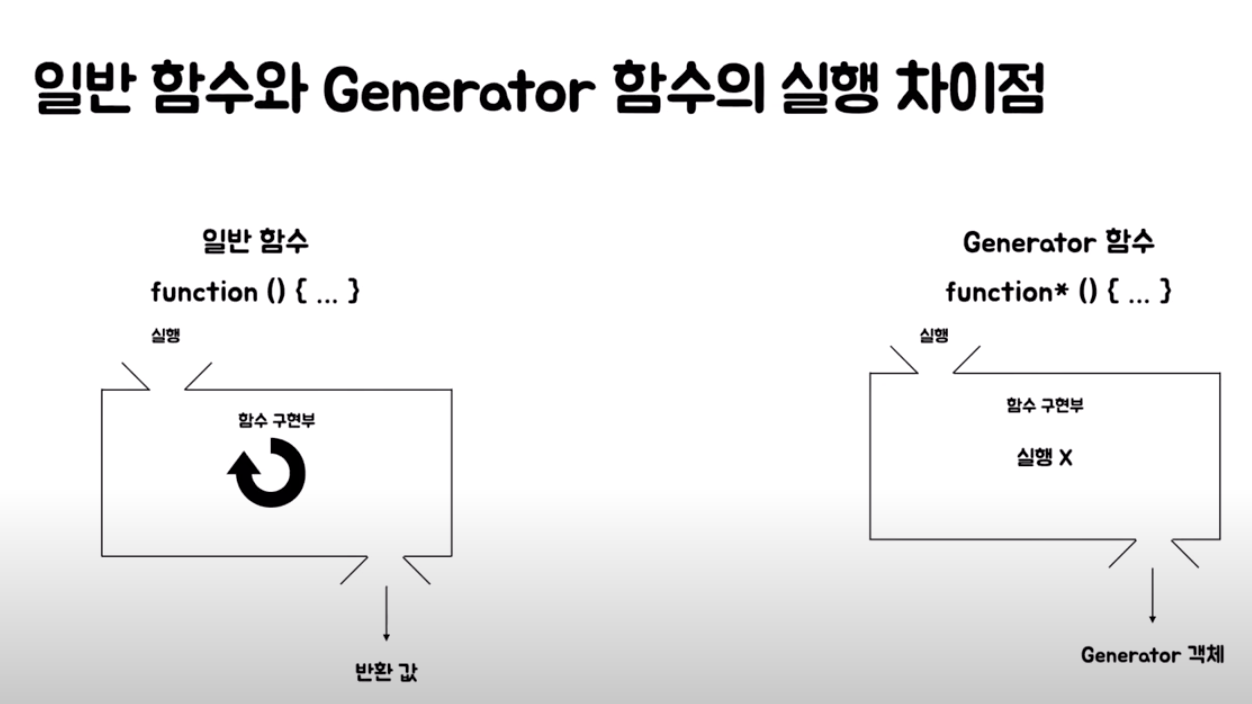 일반 함수와 Generator 함수의 실행 차이점
일반 함수
function () { ... }
실행
함수 구현부
반환 값
Generator 함수
function* () { ... }
실행
함수 구현부
실행 X
Generator 객체